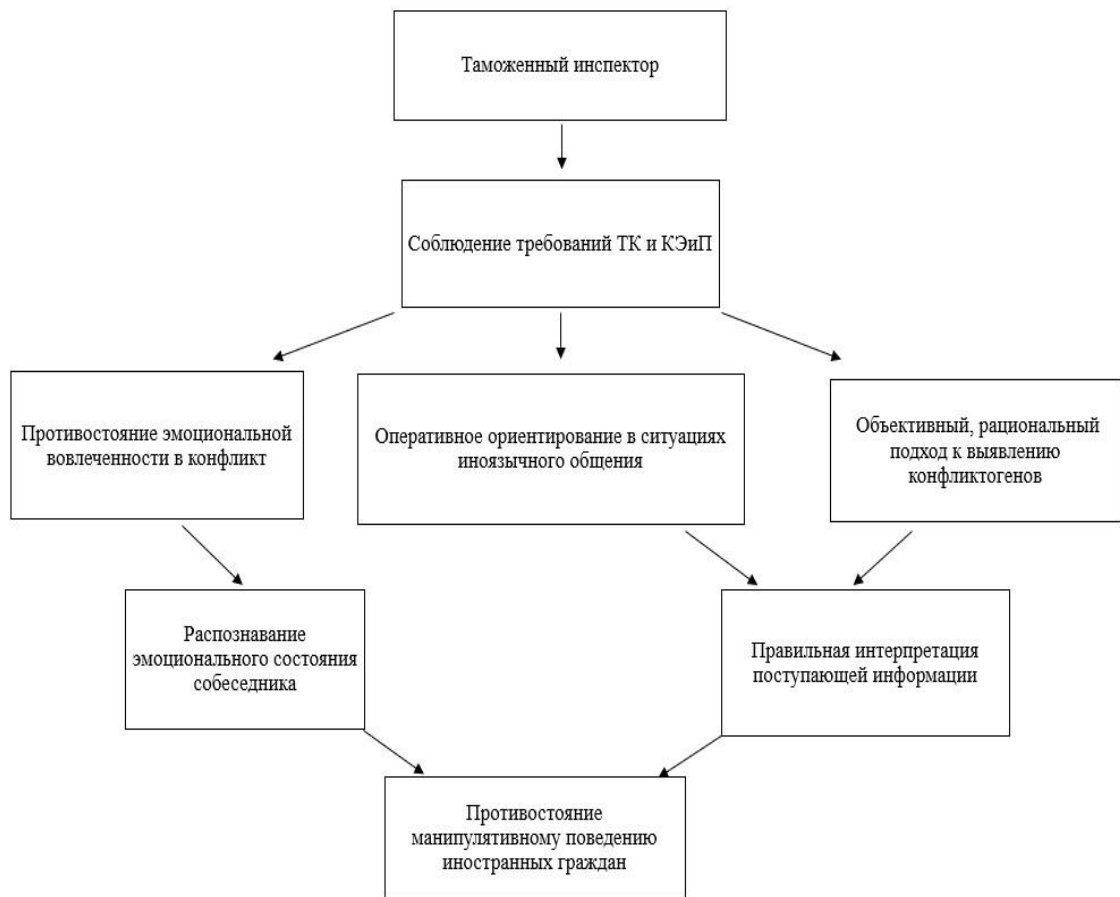 Таможенный инспектор
Соблюдение требований ТК и КЭиП
Противостояние эмоциональной
вовлеченности в конфликт
Оперативное ориентирование в ситуациях
иноязычного общения
Объективный, рациональный
подход к выявлению
конфликтогенов
Распознавание
эмоционального состояния
собеседника
Правильная интерпретация
поступающей информации
Противостояние
манипулятивному поведению
иностранных граждан